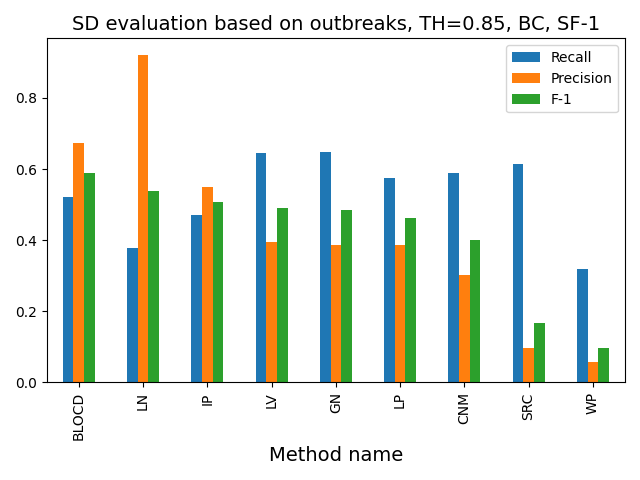 SD evaluation based on outbreaks, TH=0.85, BC, SF-1
Recall
Precision
F-1
0.8
0.6
0.4
0.2
0.0
BLOCD
LN
IP
LV
GN
LP
CNM
SRC
WP
Method name